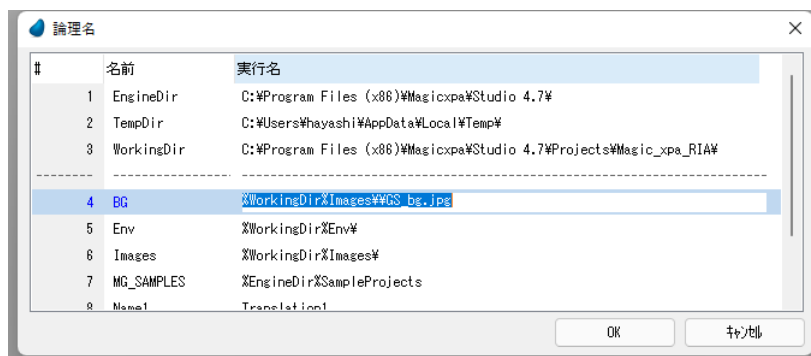 論理名
# 名前 実行名
1 EngineDir C:¥Program Files (x86)¥Magicxpa¥Studio 4.7¥
2 TempDir C:¥Users¥hayashi¥AppData¥Local¥Temp¥
3 WorkingDir C:¥Program Files (x86)¥Magicxpa¥Studio 4.7¥Projects¥Magic_xpa_RIA¥
4 BG %WorkingDir%Images¥¥GS_bg.jpg
5 Env %WorkingDir%Env¥
6 Images %WorkingDir%Images¥
7 MG_SAMPLES %EngineDir%SampleProjects
8 Name1 Translation1
OK キャンセル